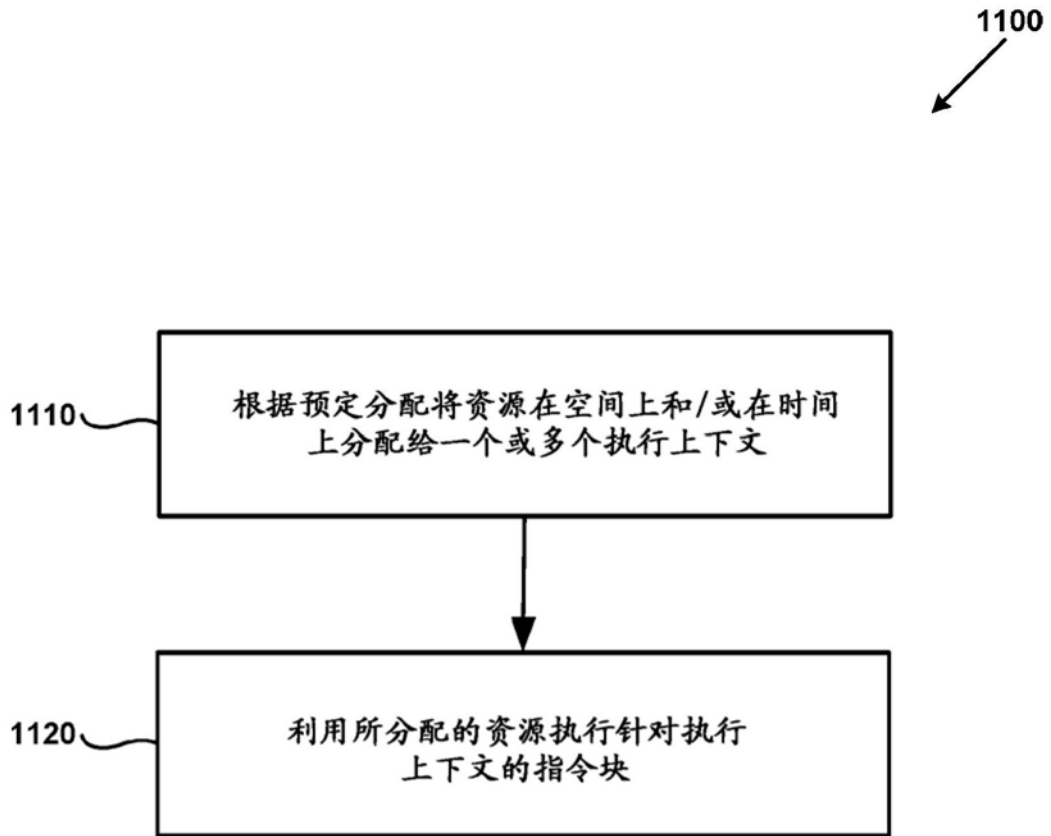 1100
1110
根据预定分配将资源在空间上和/或在时间
上分配给一个或多个执行上下文
1120
利用所分配的资源执行针对执行
上下文的指令块